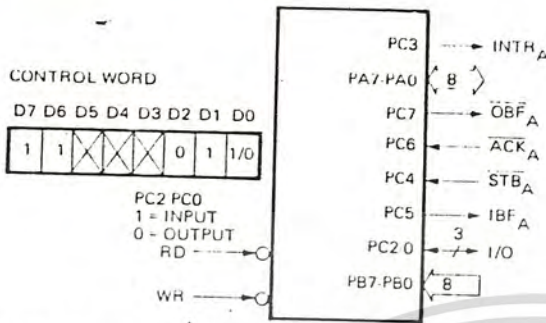 CONTROL WORD
D7 D6 D5 D4 D3 D2 D1 D0
1 1 X X X 0 1 1/0
PC2 PC0
1 = INPUT
0 = OUTPUT
RD
WR
PC3 INTRA
PA7-PA0 8
PC7 OBFA
PC6 ACKA
PC4 STBA
PC5 IBFA
3
PC2 0 I/O
PB7-PB0 8